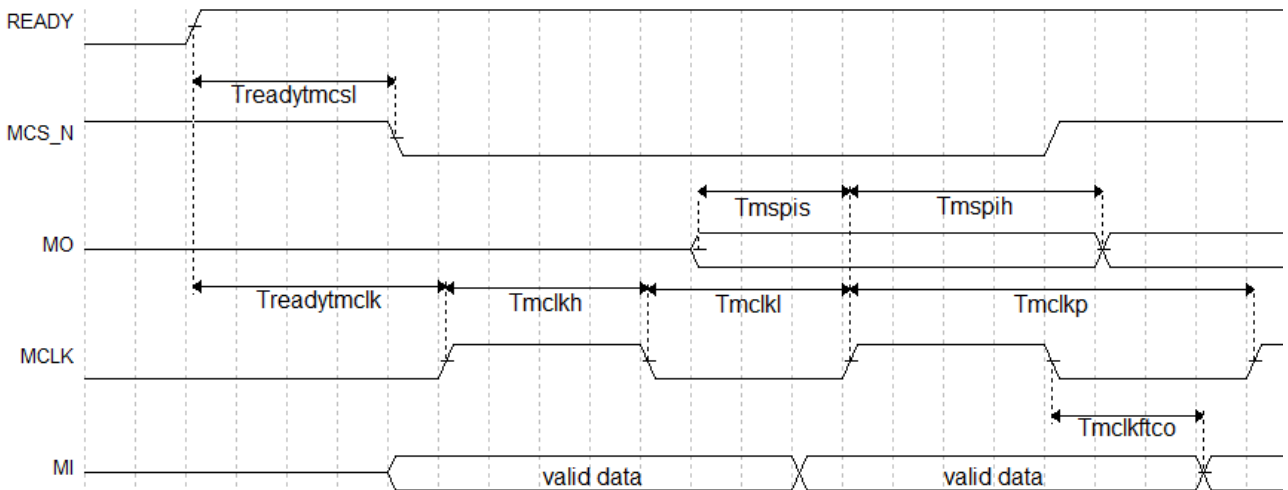 READY
Treadytmcsl
MCS_N
Tmspis Tmspih
MO
Treadytmclk Tmclkh Tmclkl Tmclkp
MCLK
Tmclkftco
MI valid data valid data